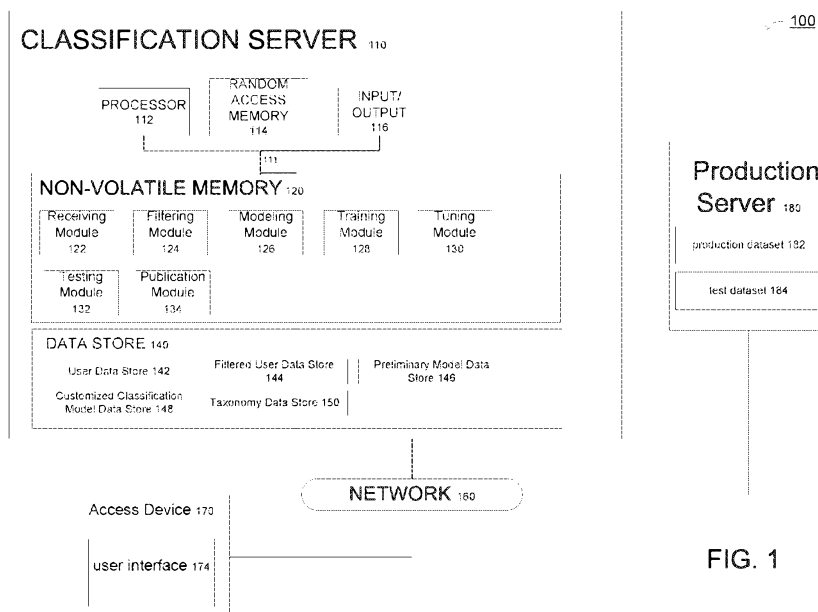 100
CLASSIFICATION SERVER 110
PROCESSOR
112
RANDOM
ACCESS
MEMORY
114
INPUT/
OUTPUT
116
111
NON-VOLATILE MEMORY 120
Receiving
Module
122
Filtering
Module
124
Modeling
Module
126
Training
Module
128
Tuning
Module
130
Testing
Module
132
Publication
Module
134
DATA STORE 140
User Data Store 142
Filtered User Data Store
144
Preliminary Model Data
Store 146
Customized Classification
Model Data Store 148
Taxonomy Data Store 150
Production
Server 180
production dataset 182
test dataset 184
NETWORK 160
Access Device 170
user interface 174
FIG. 1